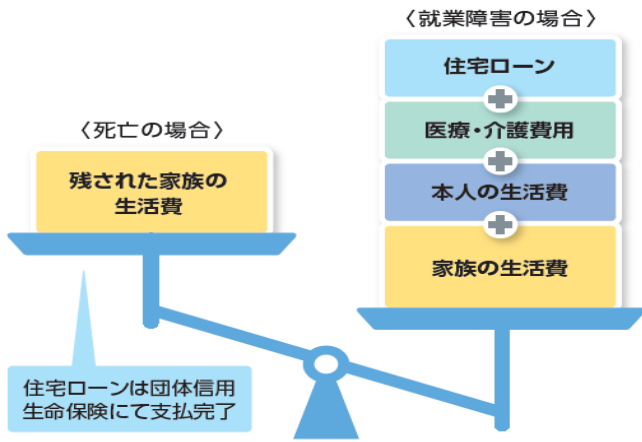 〈死亡の場合〉
残された家族の
生活費
住宅ローンは団体信用
生命保険にて支払完了
〈就業障害の場合〉
住宅ローン
医療・介護費用
本人の生活費
家族の生活費